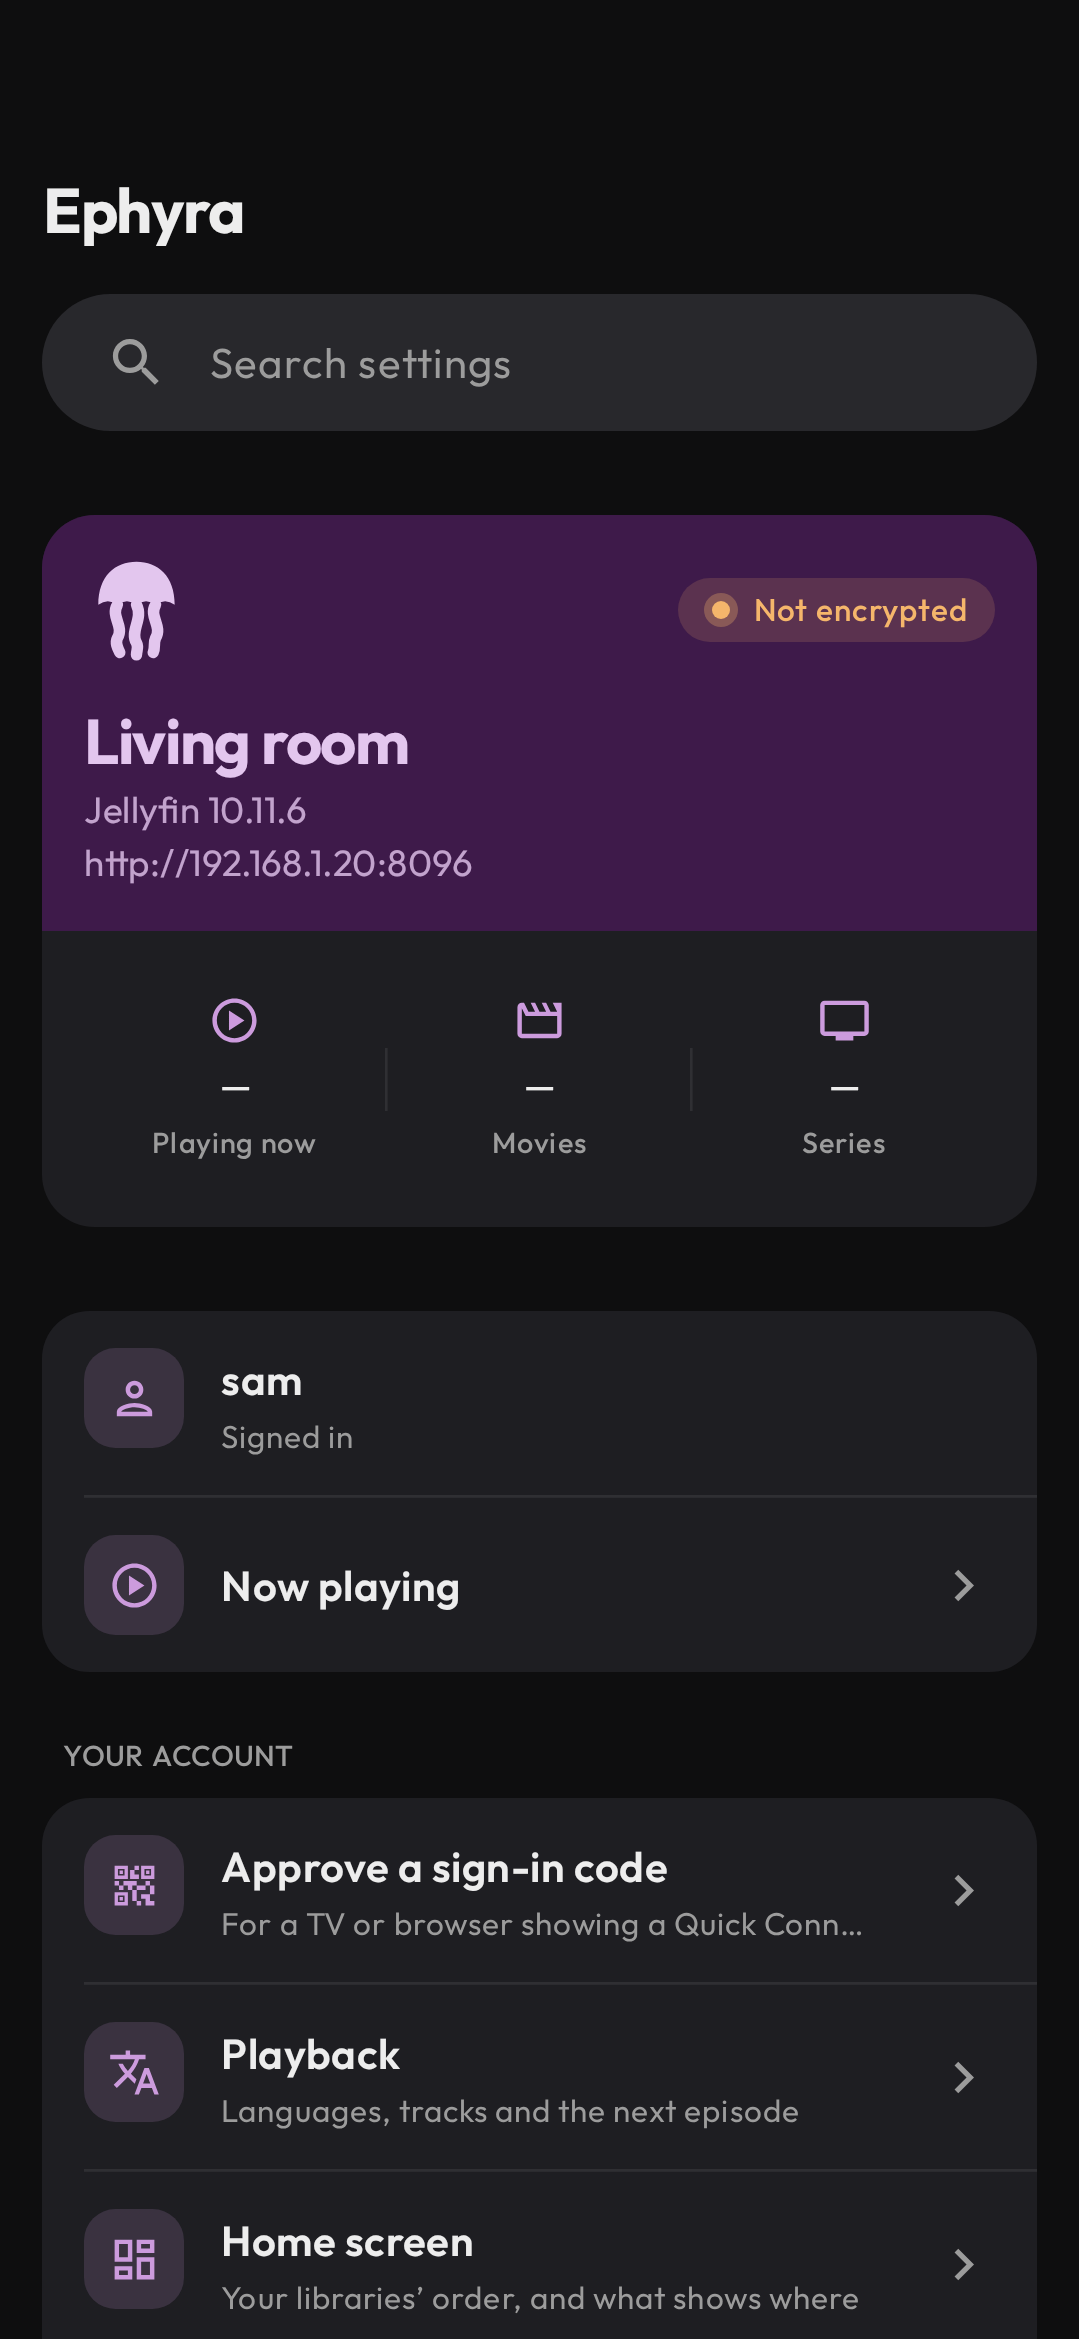 Ephyra
Search settings
Not encrypted
Living room
Jellyfin 10.11.6
http://192.168.1.20:8096
— — —
Playing now Movies Series
sam
Signed in
Now playing
YOUR ACCOUNT
Approve a sign-in code
For a TV or browser showing a Quick Conn…
Playback
Languages, tracks and the next episode
Home screen
Your libraries’ order, and what shows where